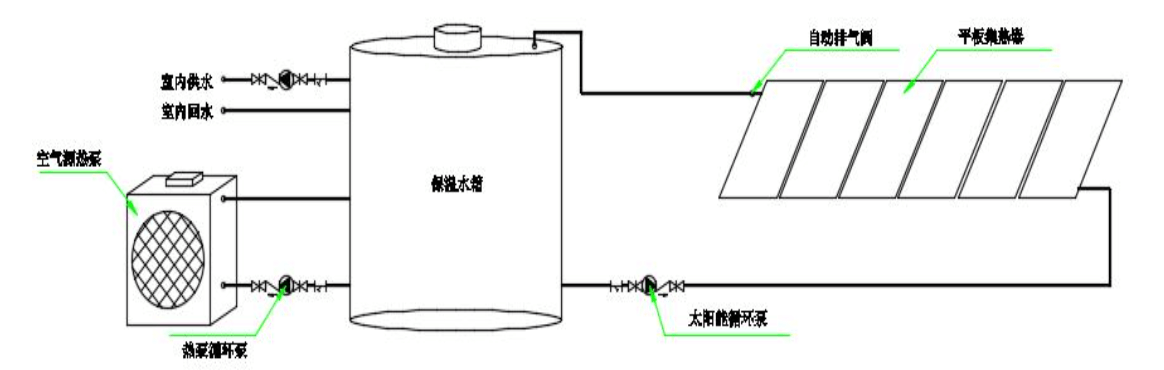 自动排气阀
平板集热器
室内供水
室内回水
空气源热泵
保温水箱
太阳能循环泵
热泵循环泵